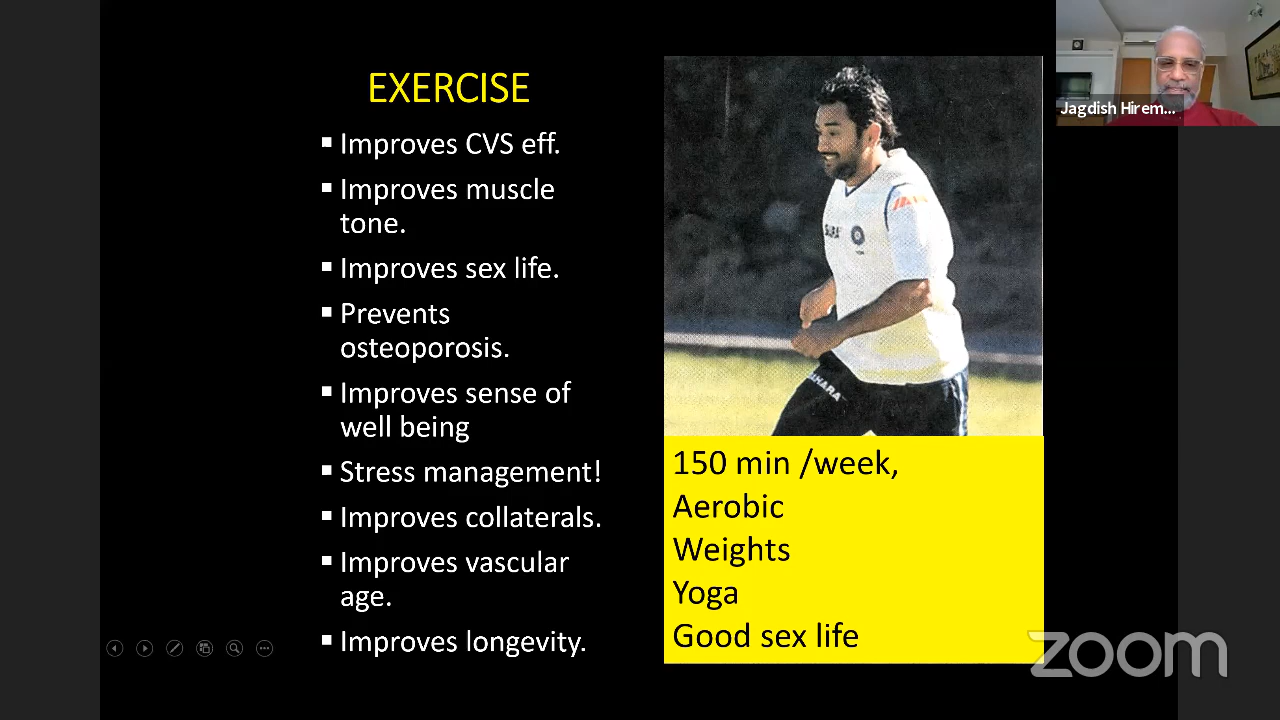 EXERCISE
▪ Improves CVS eff.
▪ Improves muscle
tone.
▪ Improves sex life.
▪ Prevents
osteoporosis.
▪ Improves sense of
well being
▪ Stress management!
▪ Improves collaterals.
▪ Improves vascular
age.
▪ Improves longevity.
SAHARA
150 min /week,
Aerobic
Weights
Yoga
Good sex life
Jagdish Hirem...
zoom